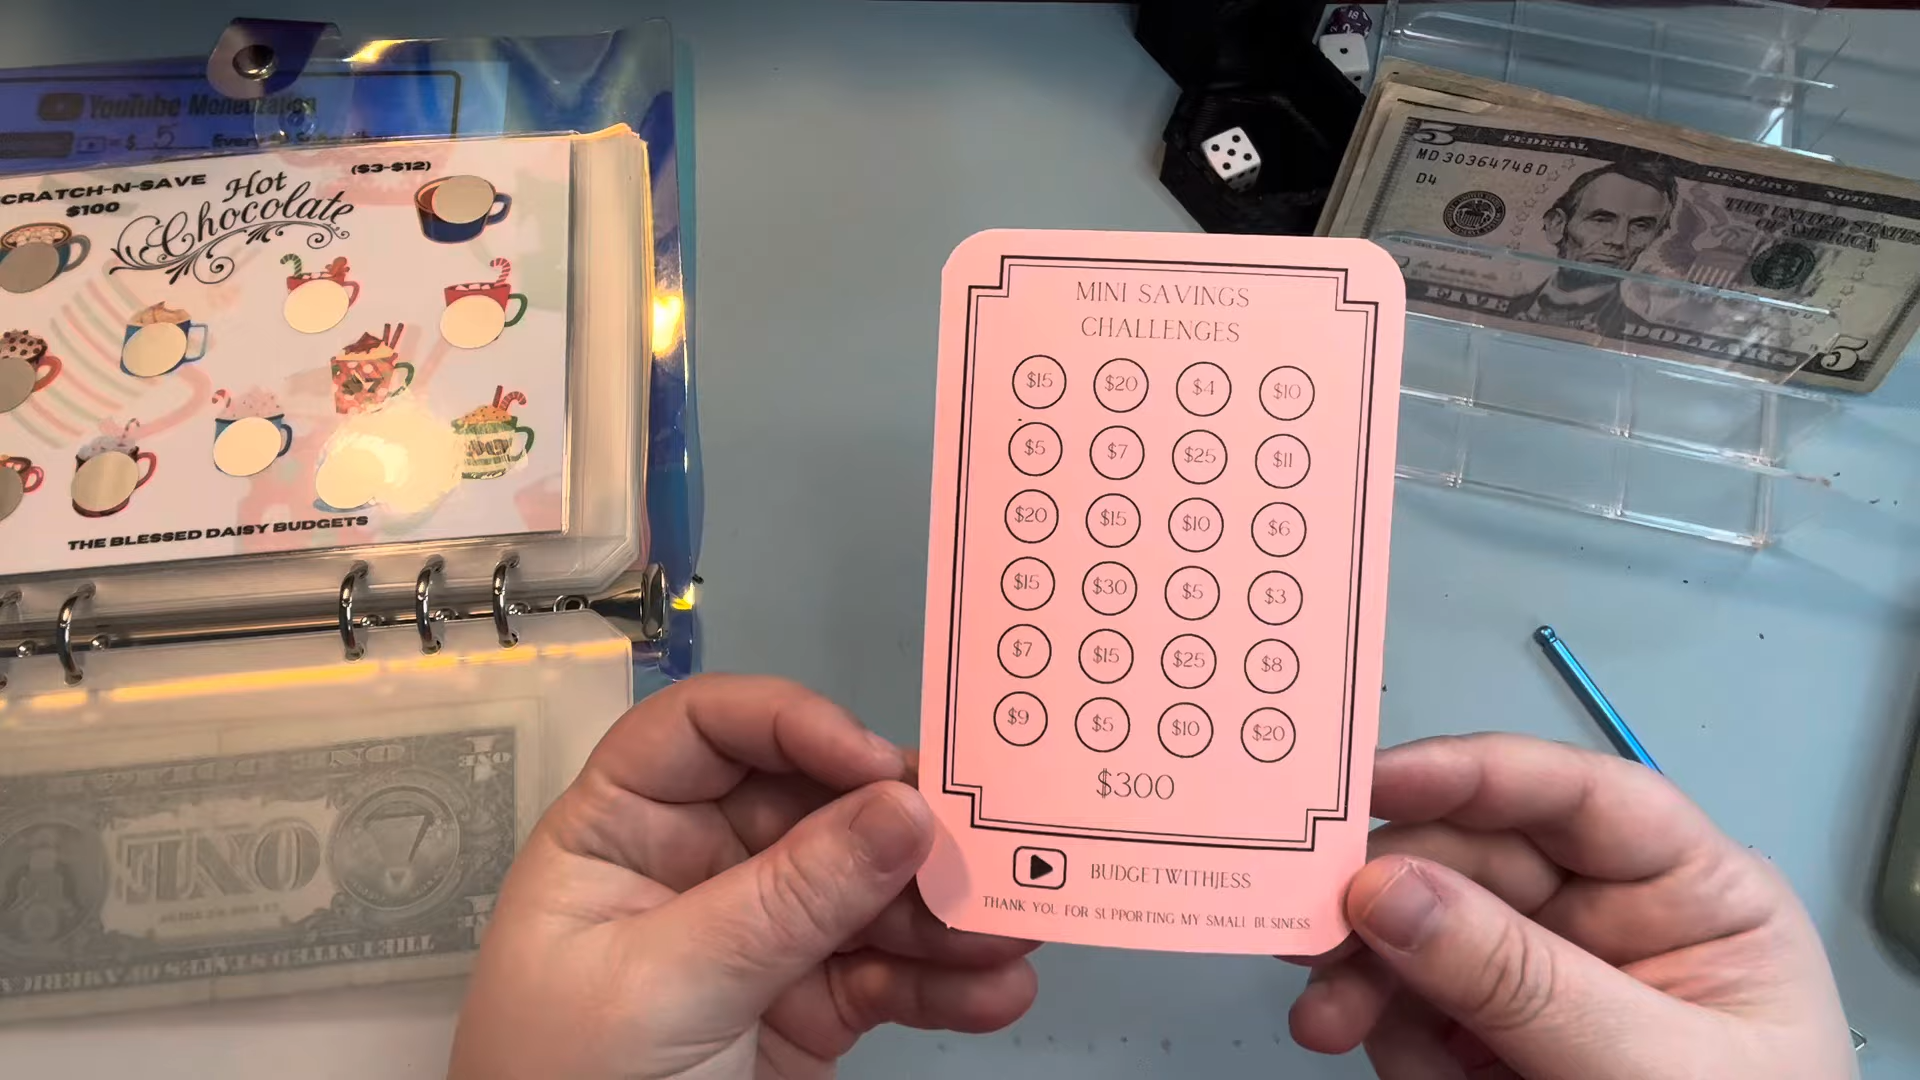 YouTube Monetization
= $ 5
CRATCH-N-SAVE
$100
Hot
Chocolate
($3-$12)
THE BLESSED DAISY BUDGETS
ONE
MINI SAVINGS
CHALLENGES
$15 $20 $4 $10
$5 $7 $25 $11
$20 $15 $10 $6
$15 $30 $5 $3
$7 $15 $25 $8
$9 $5 $10 $20
$300
BUDGETWITHJESS
THANK YOU FOR SUPPORTING MY SMALL BUSINESS
18
5
FEDERAL RESERVE NOTE
MD 30364748 D
D4
THE UNITED STATES
OF AMERICA
FIVE DOLLARS
5